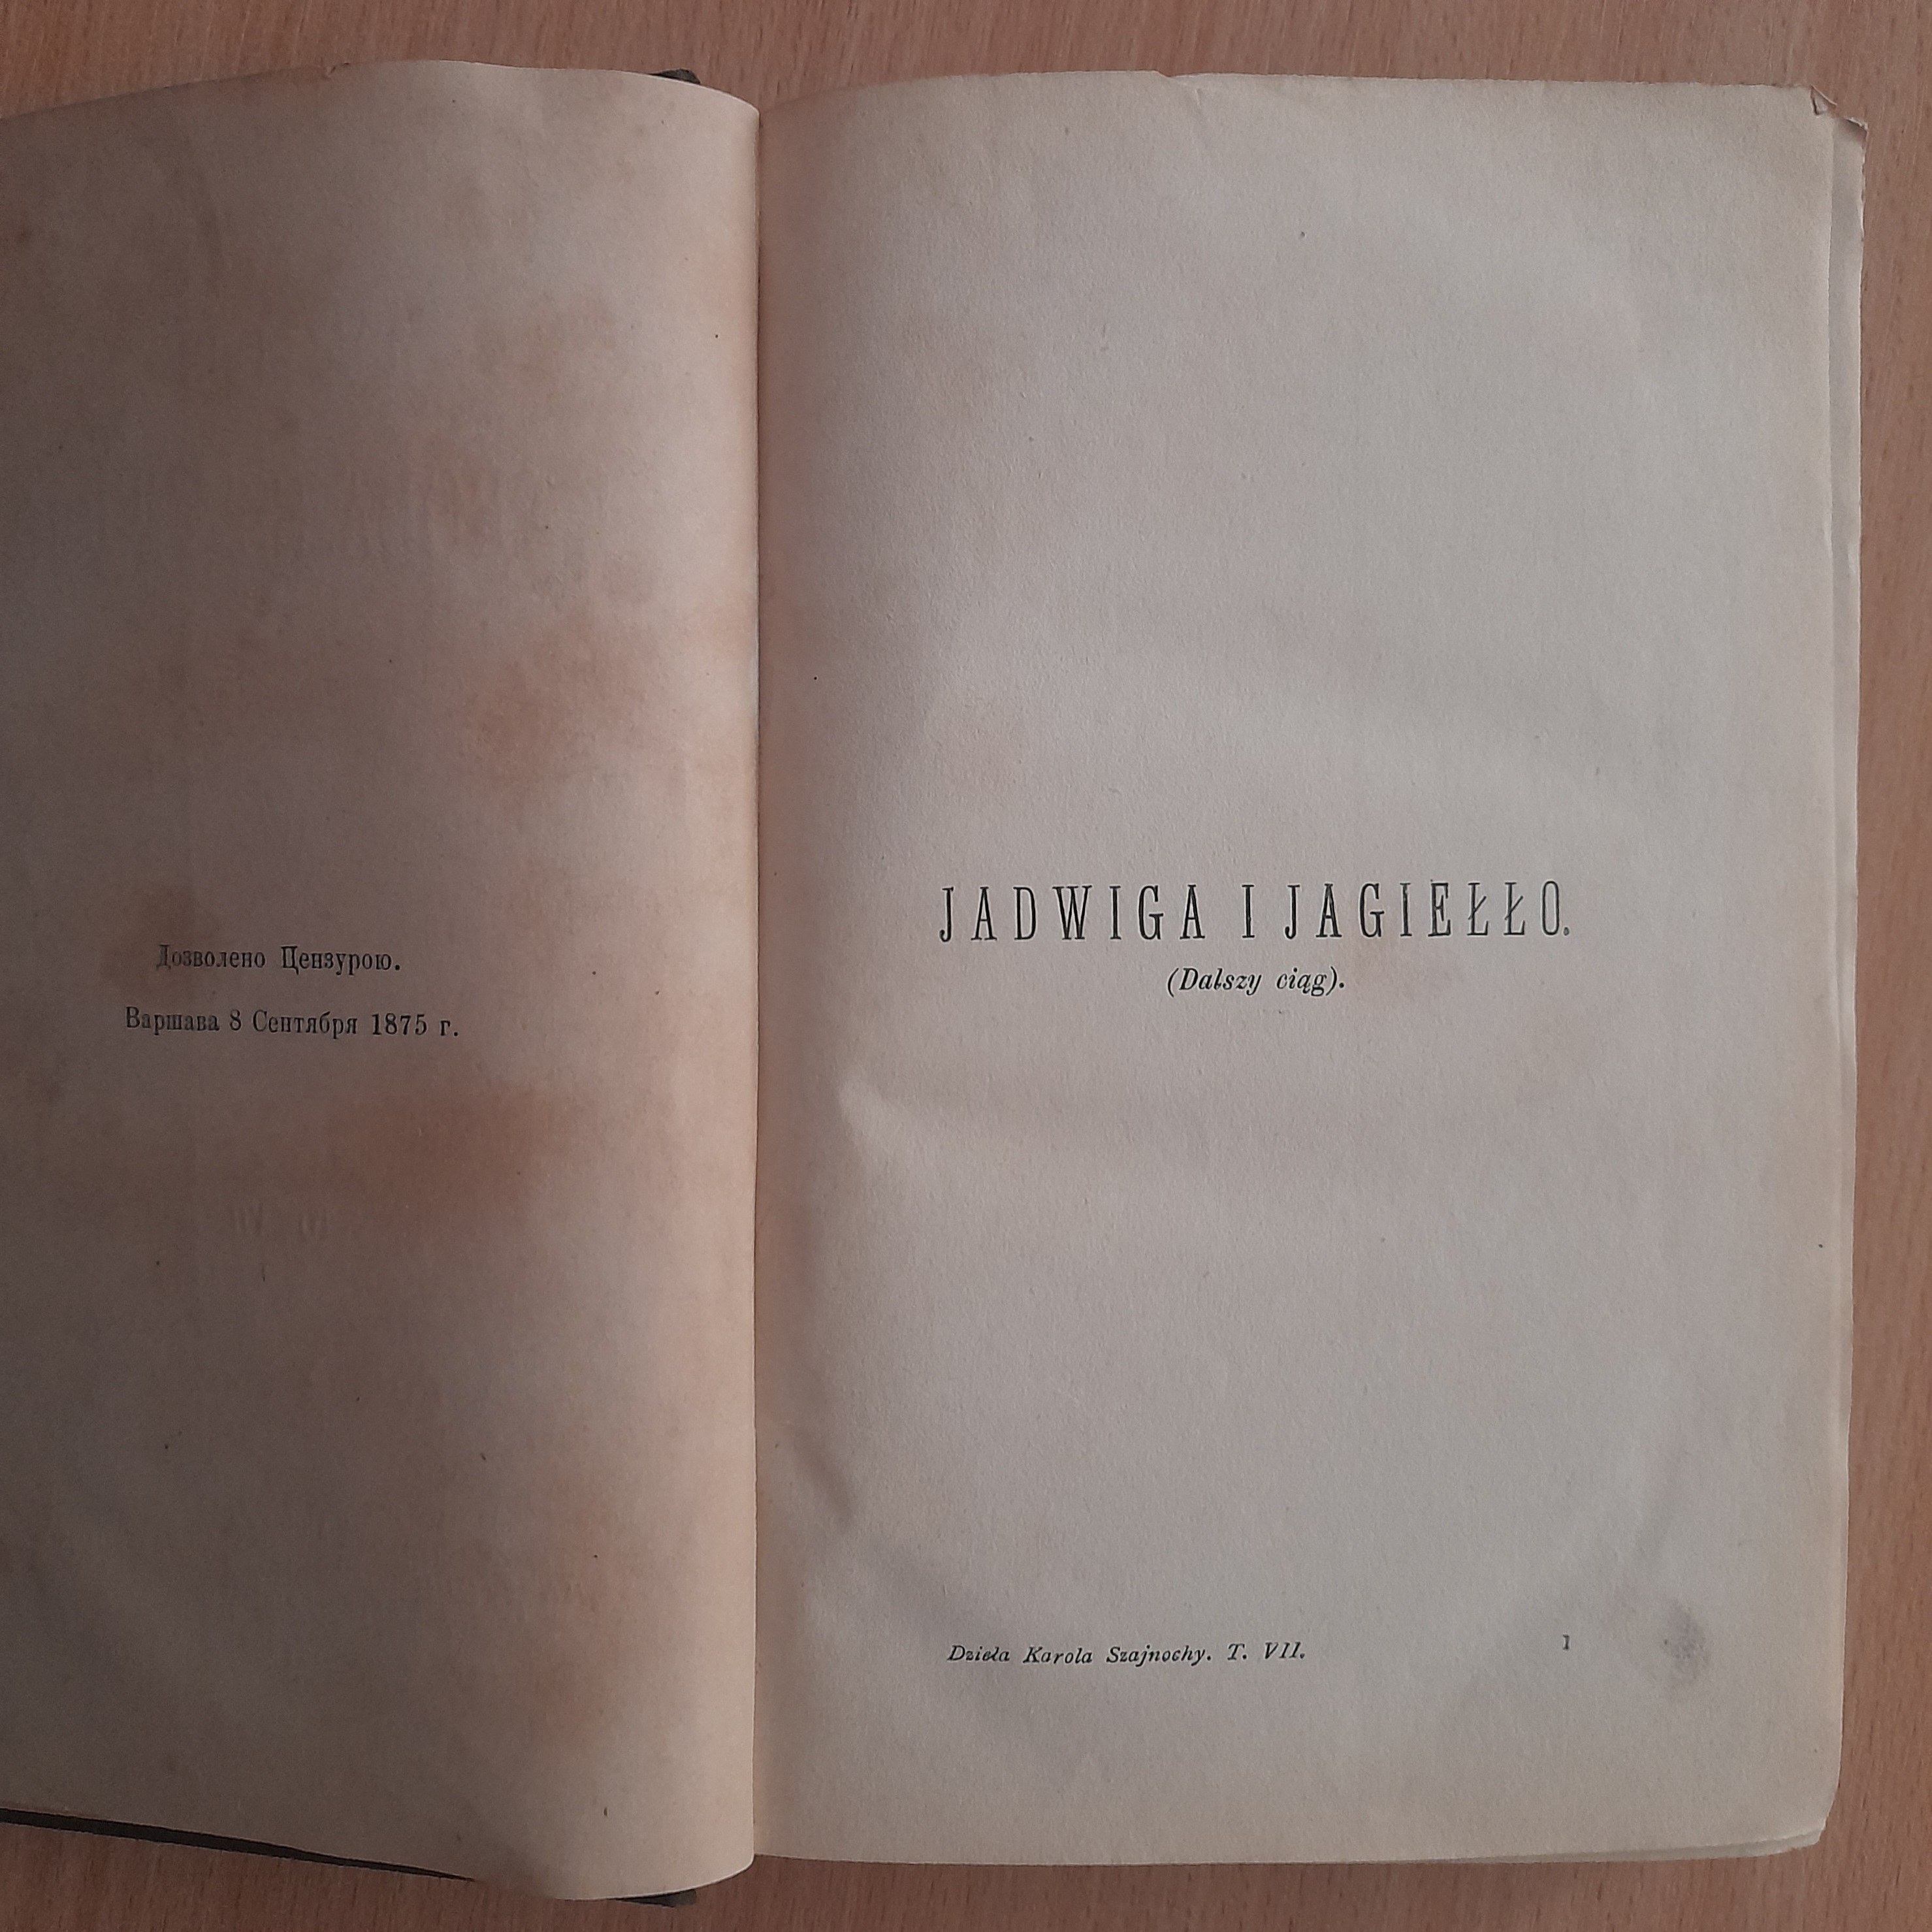 Дозволено Цензурою.
Варшава 8 Сентября 1875 г.
JADWIGA I JAGIEŁŁO.
(Dalszy ciąg).
Dzieła Karola Szajnochy. T. VII.
1